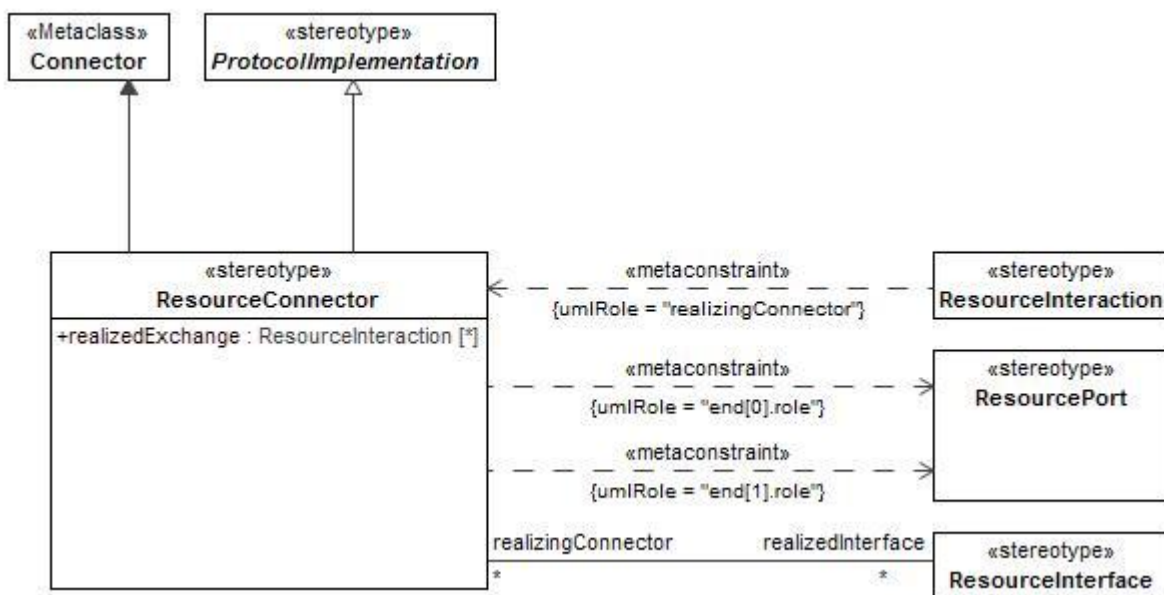 «Metaclass»
Connector
«stereotype»
ProtocolImplementation
«stereotype»
ResourceConnector
+realizedExchange : ResourceInteraction [*]
«metaconstraint»
{umlRole = "realizingConnector"}
«stereotype»
ResourceInteraction
«metaconstraint»
{umlRole = "end[0].role"}
«metaconstraint»
{umlRole = "end[1].role"}
«stereotype»
ResourcePort
realizingConnector
realizedInterface
*
*
«stereotype»
ResourceInterface